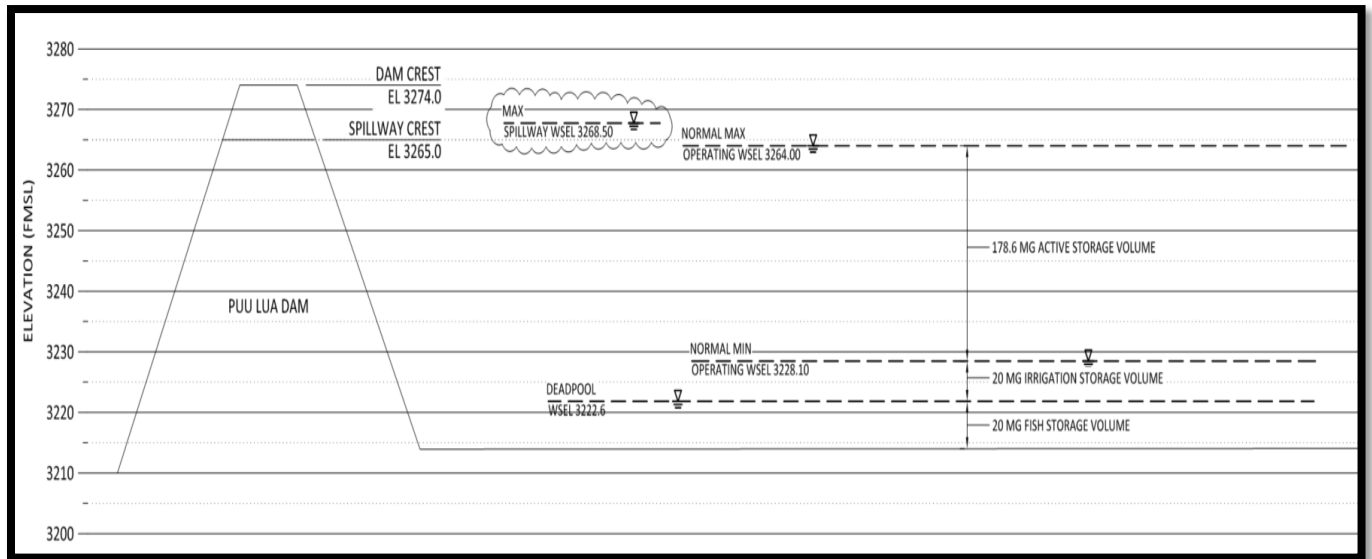 3280
DAM CREST
EL 3274.0
3270
MAX
SPILLWAY WSEL 3268.50
SPILLWAY CREST
EL 3265.0
NORMAL MAX
OPERATING WSEL 3264.00
3260
3250
178.6 MG ACTIVE STORAGE VOLUME
3240
ELEVATION (FMSL)
PUU LUA DAM
3230
NORMAL MIN
OPERATING WSEL 3228.10
20 MG IRRIGATION STORAGE VOLUME
DEADPOOL
WSEL 3222.6
3220
20 MG FISH STORAGE VOLUME
3210
3200